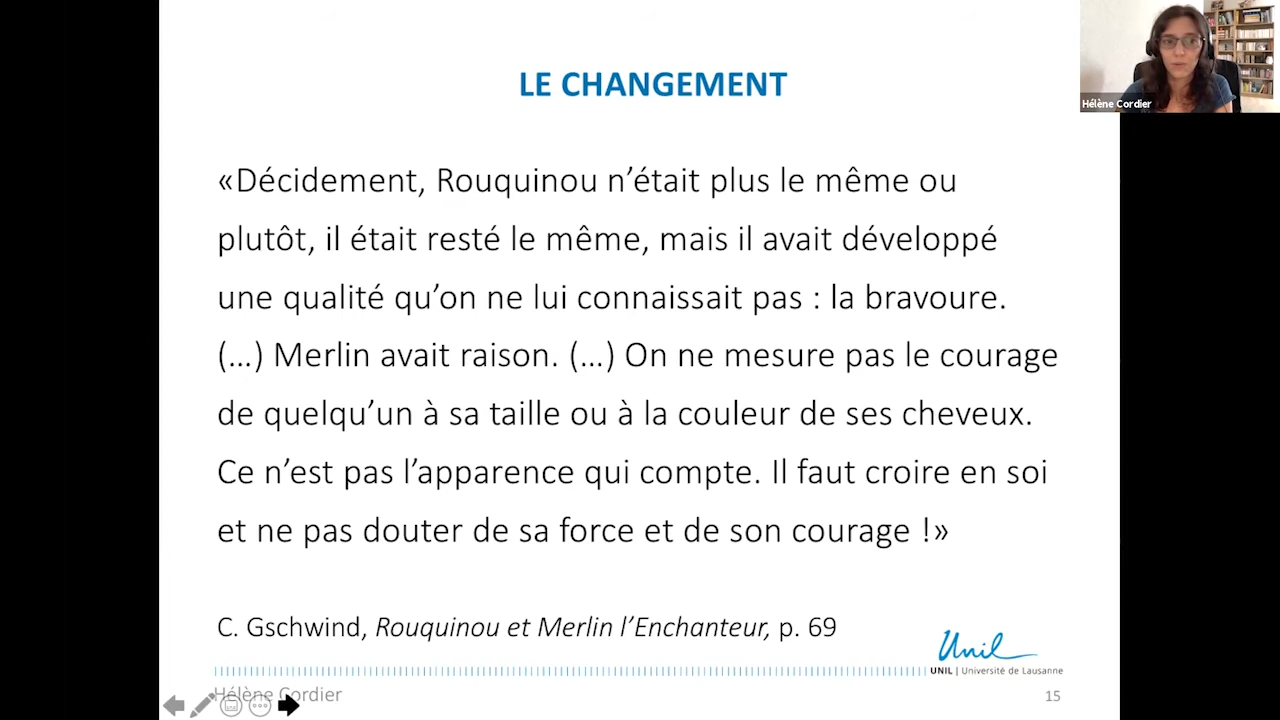 LE CHANGEMENT
Hélène Cordier
«Décidement, Rouquinou n’était plus le même ou
plutôt, il était resté le même, mais il avait développé
une qualité qu’on ne lui connaissait pas : la bravoure.
(…) Merlin avait raison. (…) On ne mesure pas le courage
de quelqu’un à sa taille ou à la couleur de ses cheveux.
Ce n’est pas l’apparence qui compte. Il faut croire en soi
et ne pas douter de sa force et de son courage !»
C. Gschwind, Rouquinou et Merlin l’Enchanteur, p. 69
Unil
UNIL | Université de Lausanne
Hélène Cordier
15